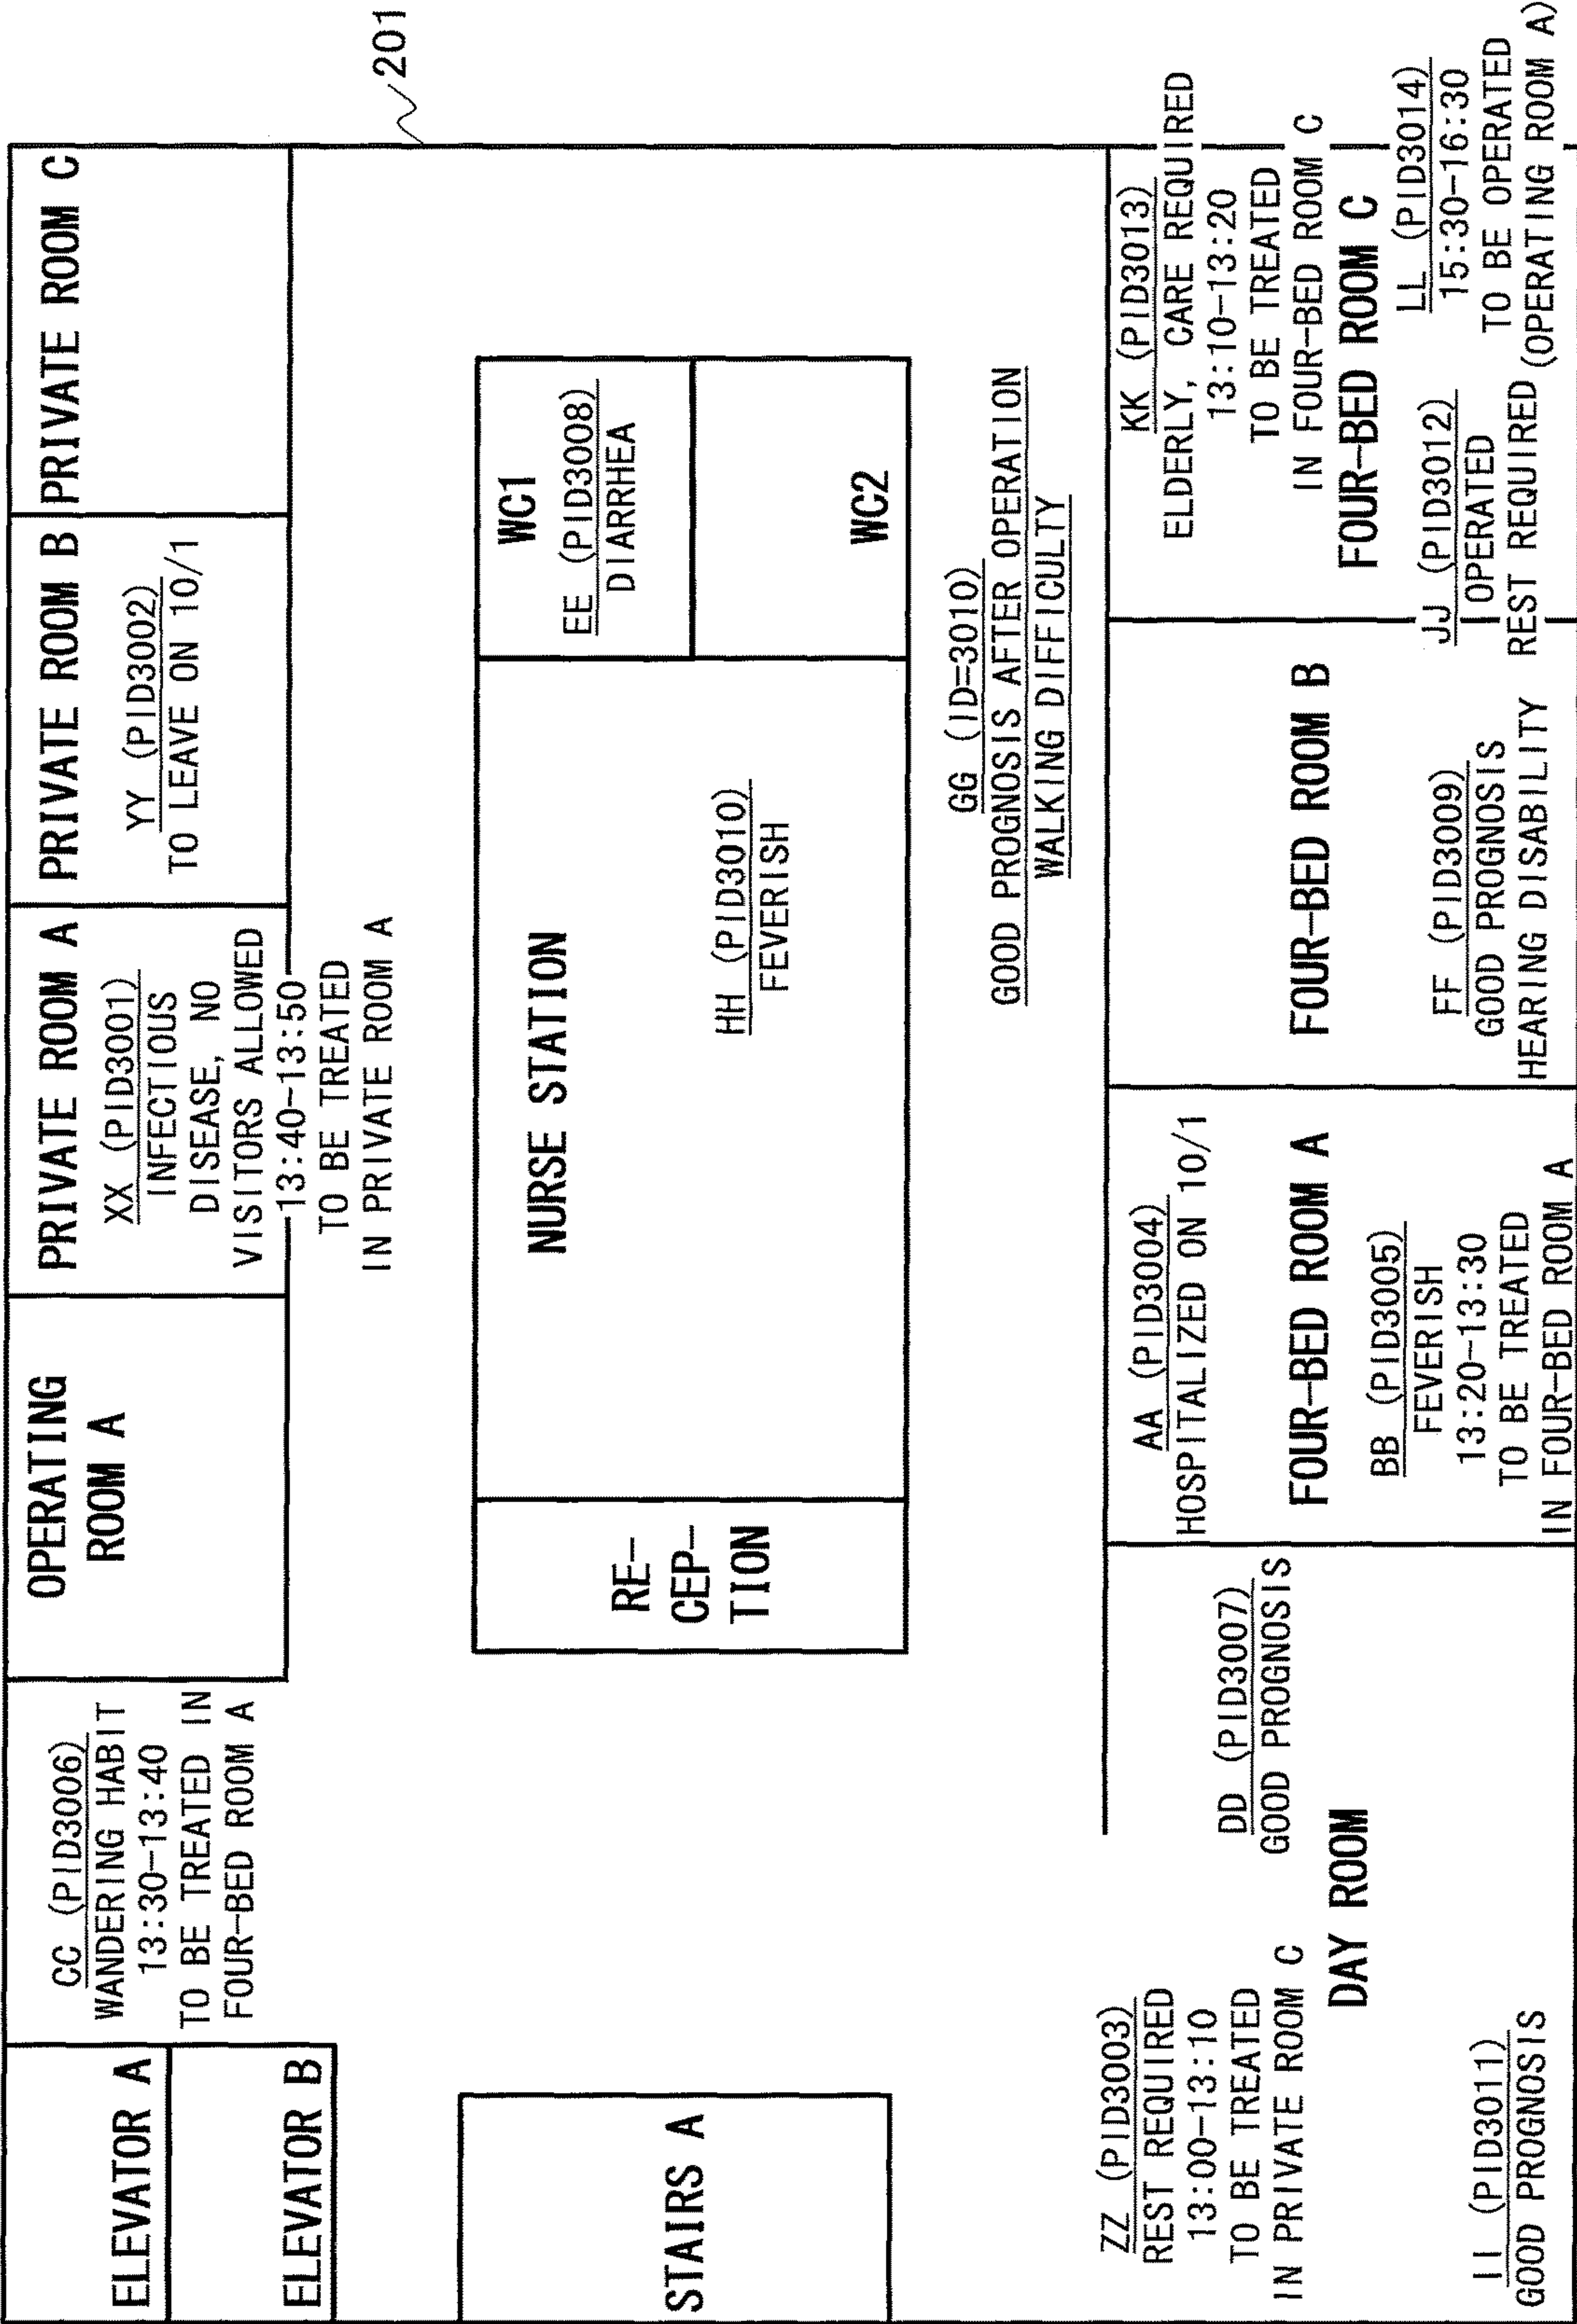 201
ELEVATOR A
ELEVATOR B
CC (PID3006)
WANDERING HABIT
13:30-13:40
TO BE TREATED IN
FOUR-BED ROOM A
OPERATING
ROOM A
PRIVATE ROOM A
XX (PID3001)
INFECTIOUS
DISEASE, NO
VISITORS ALLOWED
13:40-13:50
TO BE TREATED
IN PRIVATE ROOM A
PRIVATE ROOM B
YY (PID3002)
TO LEAVE ON 10/1
PRIVATE ROOM C
STAIRS A
RE-
CEP-
TION
NURSE STATION
HH (PID3010)
FEVERISH
WC1
EE (PID3008)
DIARRHEA
WC2
GG (ID=3010)
GOOD PROGNOSIS AFTER OPERATION
WALKING DIFFICULTY
ZZ (PID3003)
REST REQUIRED
13:00-13:10
TO BE TREATED
IN PRIVATE ROOM C
DD (PID3007)
GOOD PROGNOSIS
DAY ROOM
II (PID3011)
GOOD PROGNOSIS
AA (PID3004)
HOSPITALIZED ON 10/1
FOUR-BED ROOM A
BB (PID3005)
FEVERISH
13:20-13:30
TO BE TREATED
IN FOUR-BED ROOM A
FOUR-BED ROOM B
FF (PID3009)
GOOD PROGNOSIS
HEARING DISABILITY
KK (PID3013)
ELDERLY, CARE REQUIRED
13:10-13:20
TO BE TREATED
IN FOUR-BED ROOM C
FOUR-BED ROOM C
JJ (PID3012)
OPERATED
REST REQUIRED
LL (PID3014)
15:30-16:30
TO BE OPERATED
(OPERATING ROOM A)